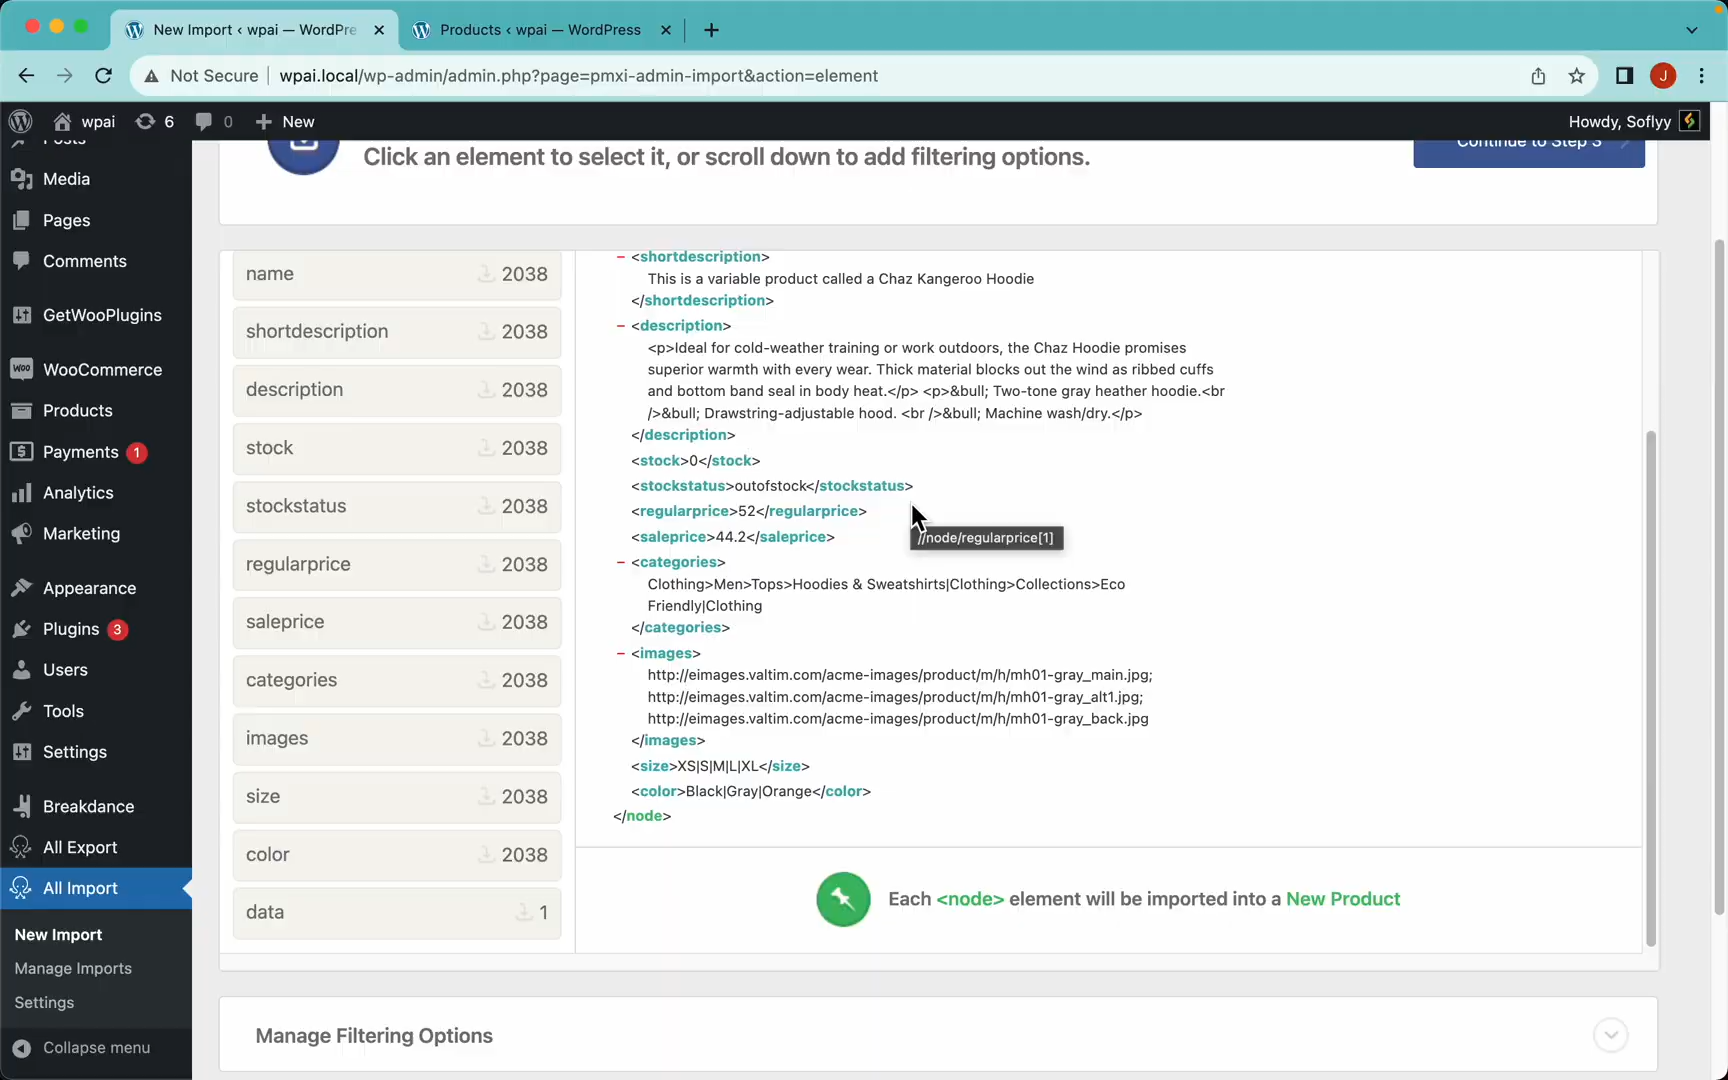 New Import ‹ wpai — WordPre
Products ‹ wpai — WordPress
Not Secure
wpai.local/wp-admin/admin.php?page=pmxi-admin-import&action=element
J
wpai
6
0
New
Howdy, Soflyy
Posts
Media
Pages
Comments
GetWooPlugins
WooCommerce
Products
Payments 1
Analytics
Marketing
Appearance
Plugins 3
Users
Tools
Settings
Breakdance
All Export
All Import
New Import
Manage Imports
Settings
Collapse menu
Click an element to select it, or scroll down to add filtering options.
Continue to Step 3
name 2038
shortdescription 2038
description 2038
stock 2038
stockstatus 2038
regularprice 2038
saleprice 2038
categories 2038
images 2038
size 2038
color 2038
data 1
<shortdescription>
This is a variable product called a Chaz Kangeroo Hoodie
</shortdescription>
<description>
<p>Ideal for cold-weather training or work outdoors, the Chaz Hoodie promises
superior warmth with every wear. Thick material blocks out the wind as ribbed cuffs
and bottom band seal in body heat.</p> <p>&bull; Two-tone gray heather hoodie.<br
/>&bull; Drawstring-adjustable hood. <br />&bull; Machine wash/dry.</p>
</description>
<stock>0</stock>
<stockstatus>outofstock</stockstatus>
<regularprice>52</regularprice>
<saleprice>44.2</saleprice>
//node/regularprice[1]
<categories>
Clothing>Men>Tops>Hoodies & Sweatshirts|Clothing>Collections>Eco
Friendly|Clothing
</categories>
<images>
http://eimages.valtim.com/acme-images/product/m/h/mh01-gray_main.jpg;
http://eimages.valtim.com/acme-images/product/m/h/mh01-gray_alt1.jpg;
http://eimages.valtim.com/acme-images/product/m/h/mh01-gray_back.jpg
</images>
<size>XS|S|M|L|XL</size>
<color>Black|Gray|Orange</color>
</node>
Each <node> element will be imported into a New Product
Manage Filtering Options